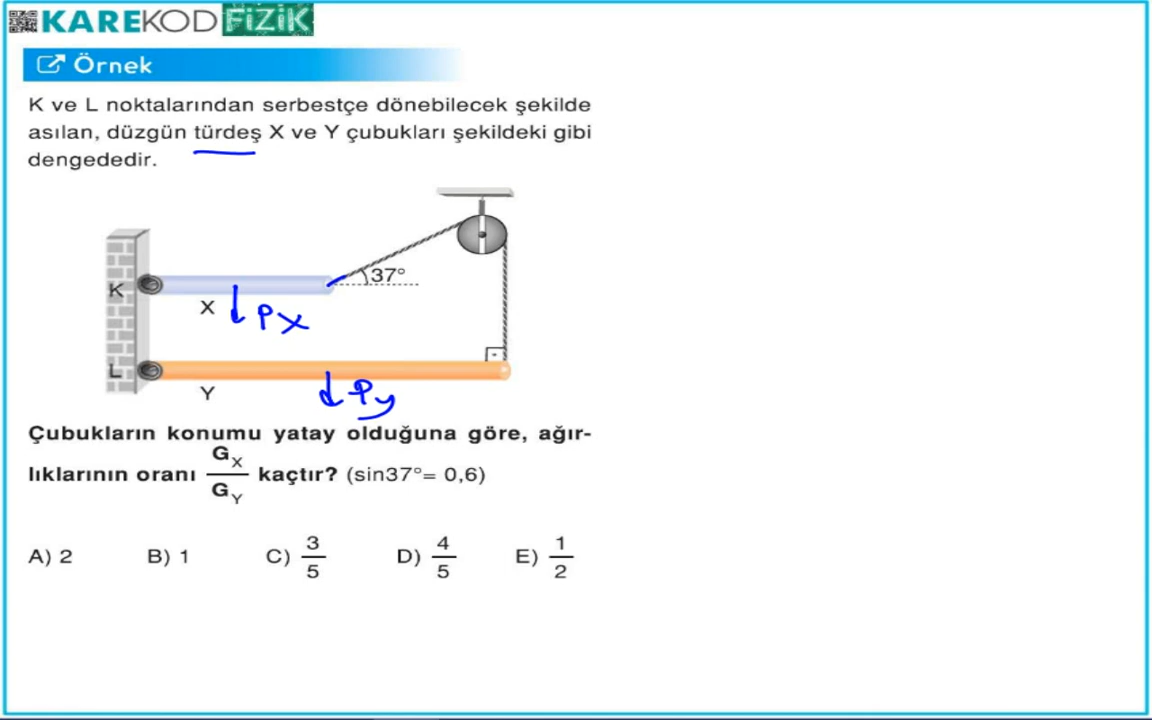 KAREKOD FİZİK
Örnek
K ve L noktalarından serbestçe dönebilecek şekilde
asılan, düzgün türdeş X ve Y çubukları şekildeki gibi
dengededir.
37°
K
X
Px
L
Y
Py
Çubukların konumu yatay olduğuna göre, ağır-
lıklarının oranı G_X/G_Y kaçtır? (sin37°= 0,6)
A) 2 B) 1 C) 3/5 D) 4/5 E) 1/2